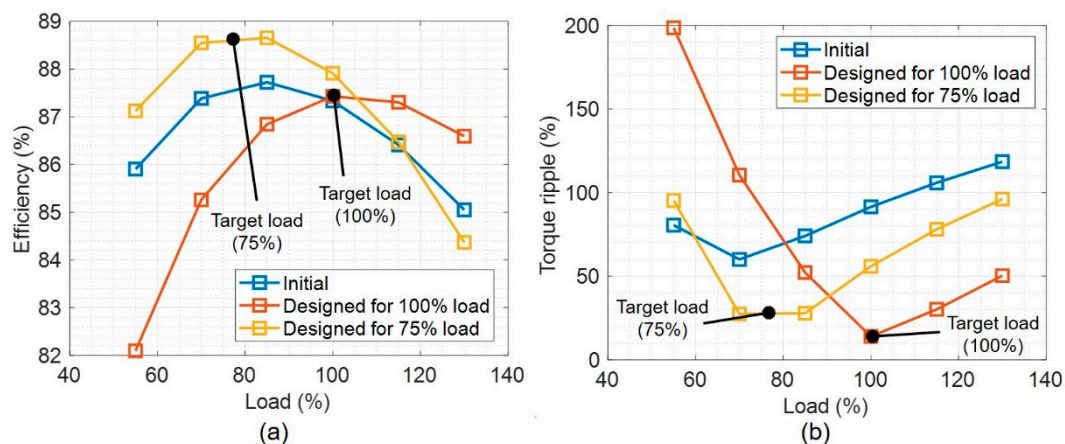 89
88
87
86
85
84
83
82
40
60
80
100
120
140
Efficiency (%)
Load (%)
Target load
(75%)
Target load
(100%)
Initial
Designed for 100% load
Designed for 75% load
(a)
200
150
100
50
0
40
60
80
100
120
140
Torque ripple (%)
Load (%)
Initial
Designed for 100% load
Designed for 75% load
Target load
(75%)
Target load
(100%)
(b)